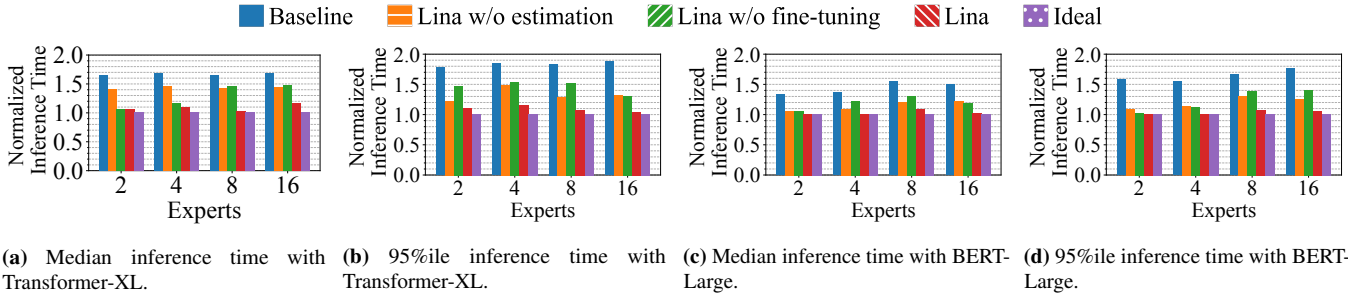 Baseline Lina w/o estimation Lina w/o fine-tuning Lina Ideal
Normalized
Inference Time
2.0
1.5
1.0
0.5
0.0
2 4 8 16
Experts
Normalized
Inference Time
2.0
1.5
1.0
0.5
0.0
2 4 8 16
Experts
Normalized
Inference Time
2.0
1.5
1.0
0.5
0.0
2 4 8 16
Experts
Normalized
Inference Time
2.0
1.5
1.0
0.5
0.0
2 4 8 16
Experts
(a) Median inference time with
Transformer-XL.
(b) 95%ile inference time with
Transformer-XL.
(c) Median inference time with BERT-
Large.
(d) 95%ile inference time with BERT-
Large.